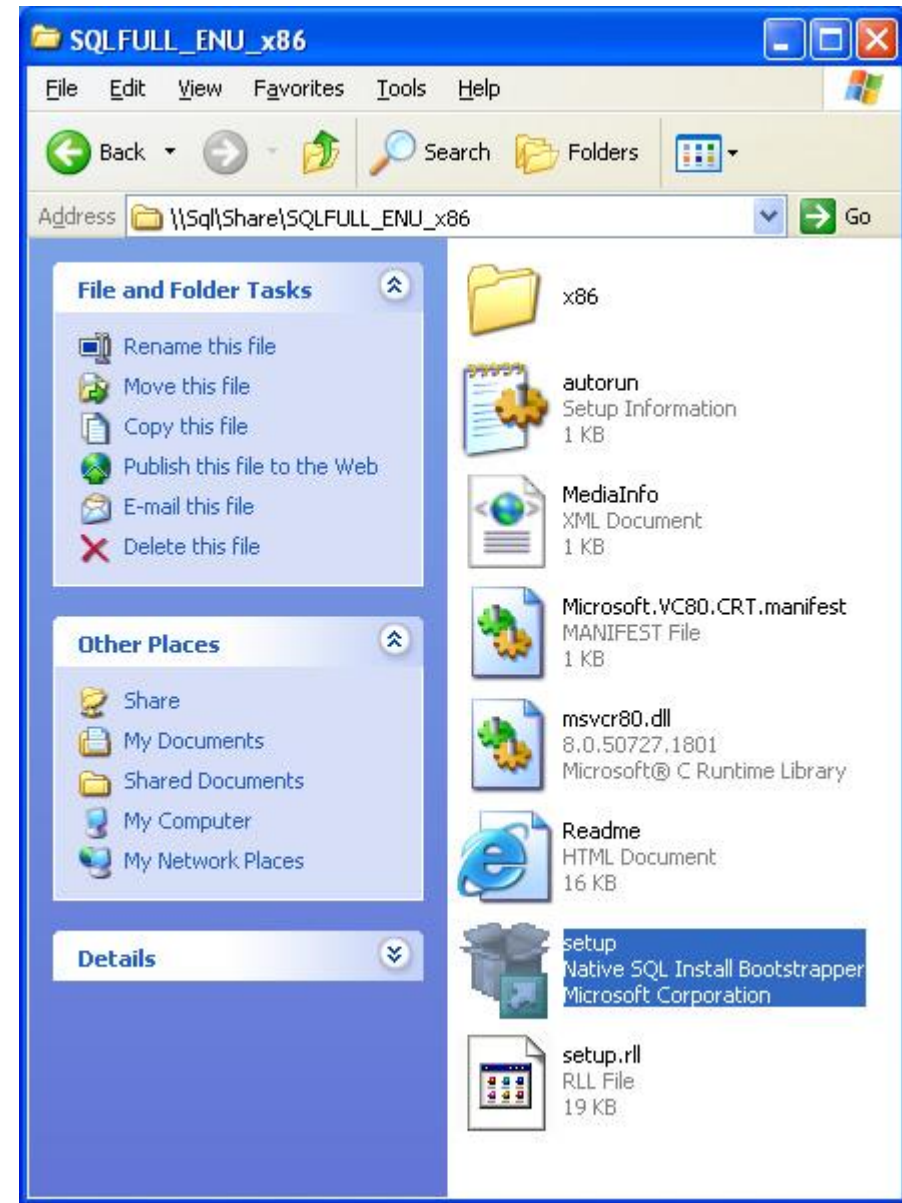 SQLFULL_ENU_x86
File Edit View Favorites Tools Help
Back Search Folders
Address \\Sql\Share\SQLFULL_ENU_x86 Go
File and Folder Tasks
Rename this file
Move this file
Copy this file
Publish this file to the Web
E-mail this file
Delete this file
Other Places
Share
My Documents
Shared Documents
My Computer
My Network Places
Details
x86
autorun
Setup Information
1 KB
MediaInfo
XML Document
1 KB
Microsoft.VC80.CRT.manifest
MANIFEST File
1 KB
msvcr80.dll
8.0.50727.1801
Microsoft® C Runtime Library
Readme
HTML Document
16 KB
setup
Native SQL Install Bootstrapper
Microsoft Corporation
setup.rll
RLL File
19 KB